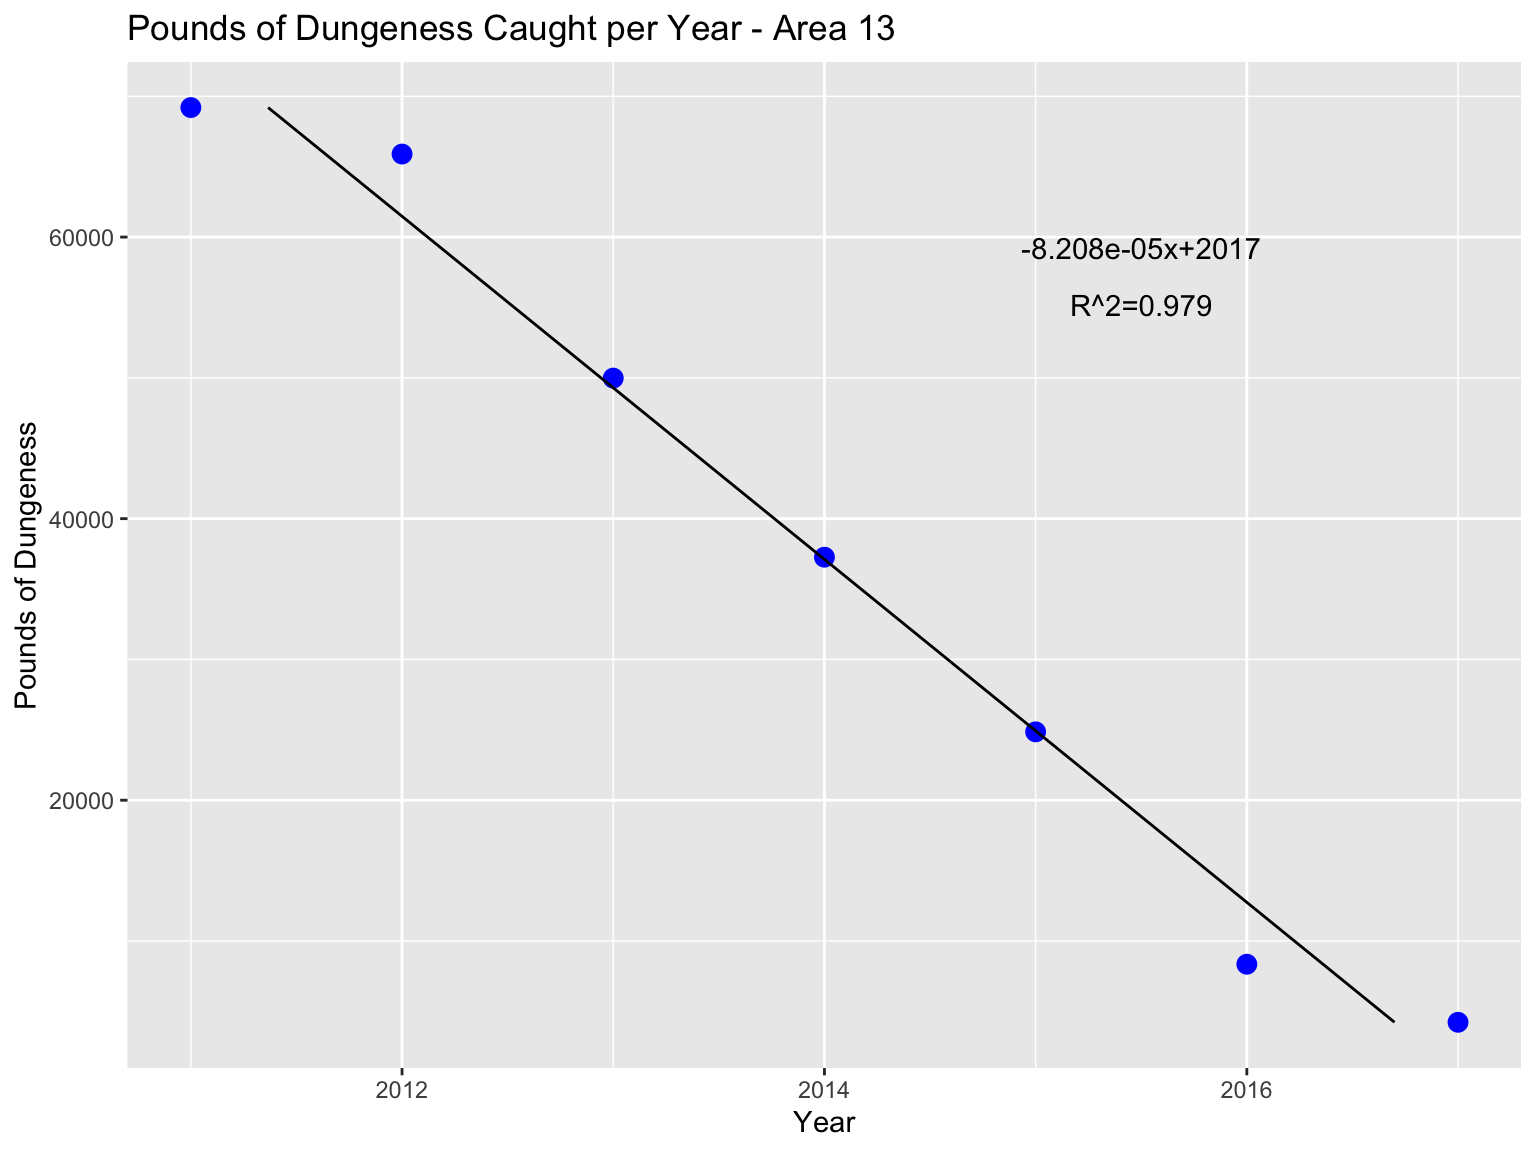 Pounds of Dungeness Caught per Year - Area 13
60000
-8.208e-05x+2017
R^2=0.979
40000
Pounds of Dungeness
20000
2012
2014
2016
Year